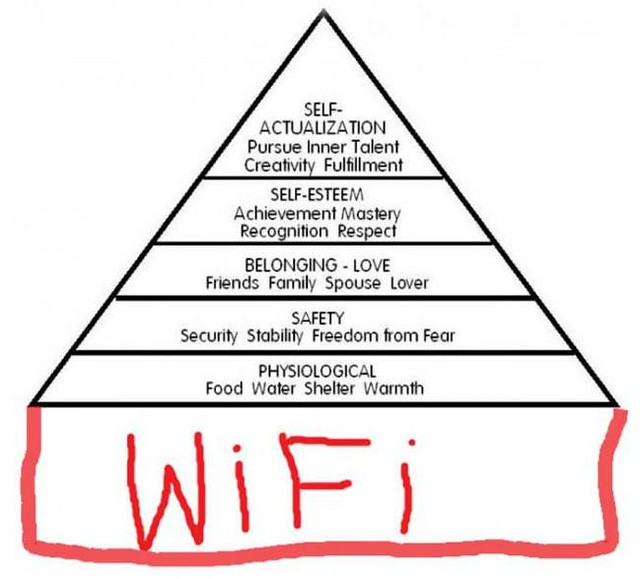 SELF-
ACTUALIZATION
Pursue Inner Talent
Creativity Fulfillment
SELF-ESTEEM
Achievement Mastery
Recognition Respect
BELONGING - LOVE
Friends Family Spouse Lover
SAFETY
Security Stability Freedom from Fear
PHYSIOLOGICAL
Food Water Shelter Warmth
WiFi